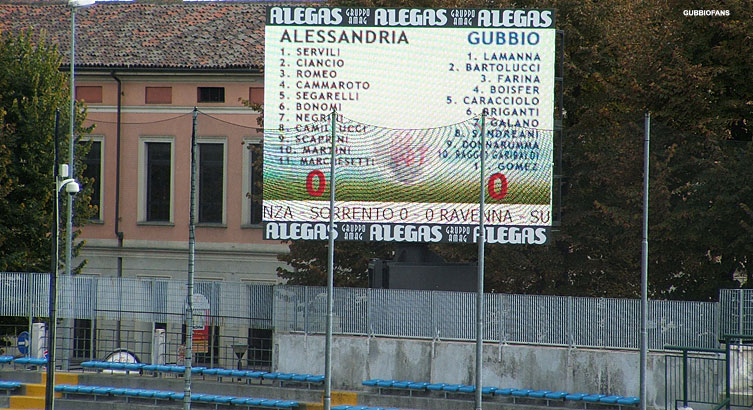 GUBBIOFANS
ALEGAS GRUPPO AMAG ALEGAS GRUPPO AMAG ALEGAS
ALESSANDRIA GUBBIO
1. SERVILI 1. LAMANNA
2. CIANCIO 2. BARTOLUCCI
3. ROMEO 3. FARINA
4. CAMMAROTO 4. BOISFER
5. SEGARELLI 5. CARACCIOLO
6. BONOMI 6. BRIGANTI
7. NEGRINI 7. GALANO
8. CAMILUCCI 8. SANDREANI
9. SCAPPINI 9. DONNARUMMA
10. MARTINI 10. RAGGIO GARIBALDI
11. MARCHESETTI 11. GOMEZ
0 0
NZA - SORRENTO 0 - 0 RAVENNA - SU
ALEGAS GRUPPO AMAG ALEGAS GRUPPO AMAG ALEGAS